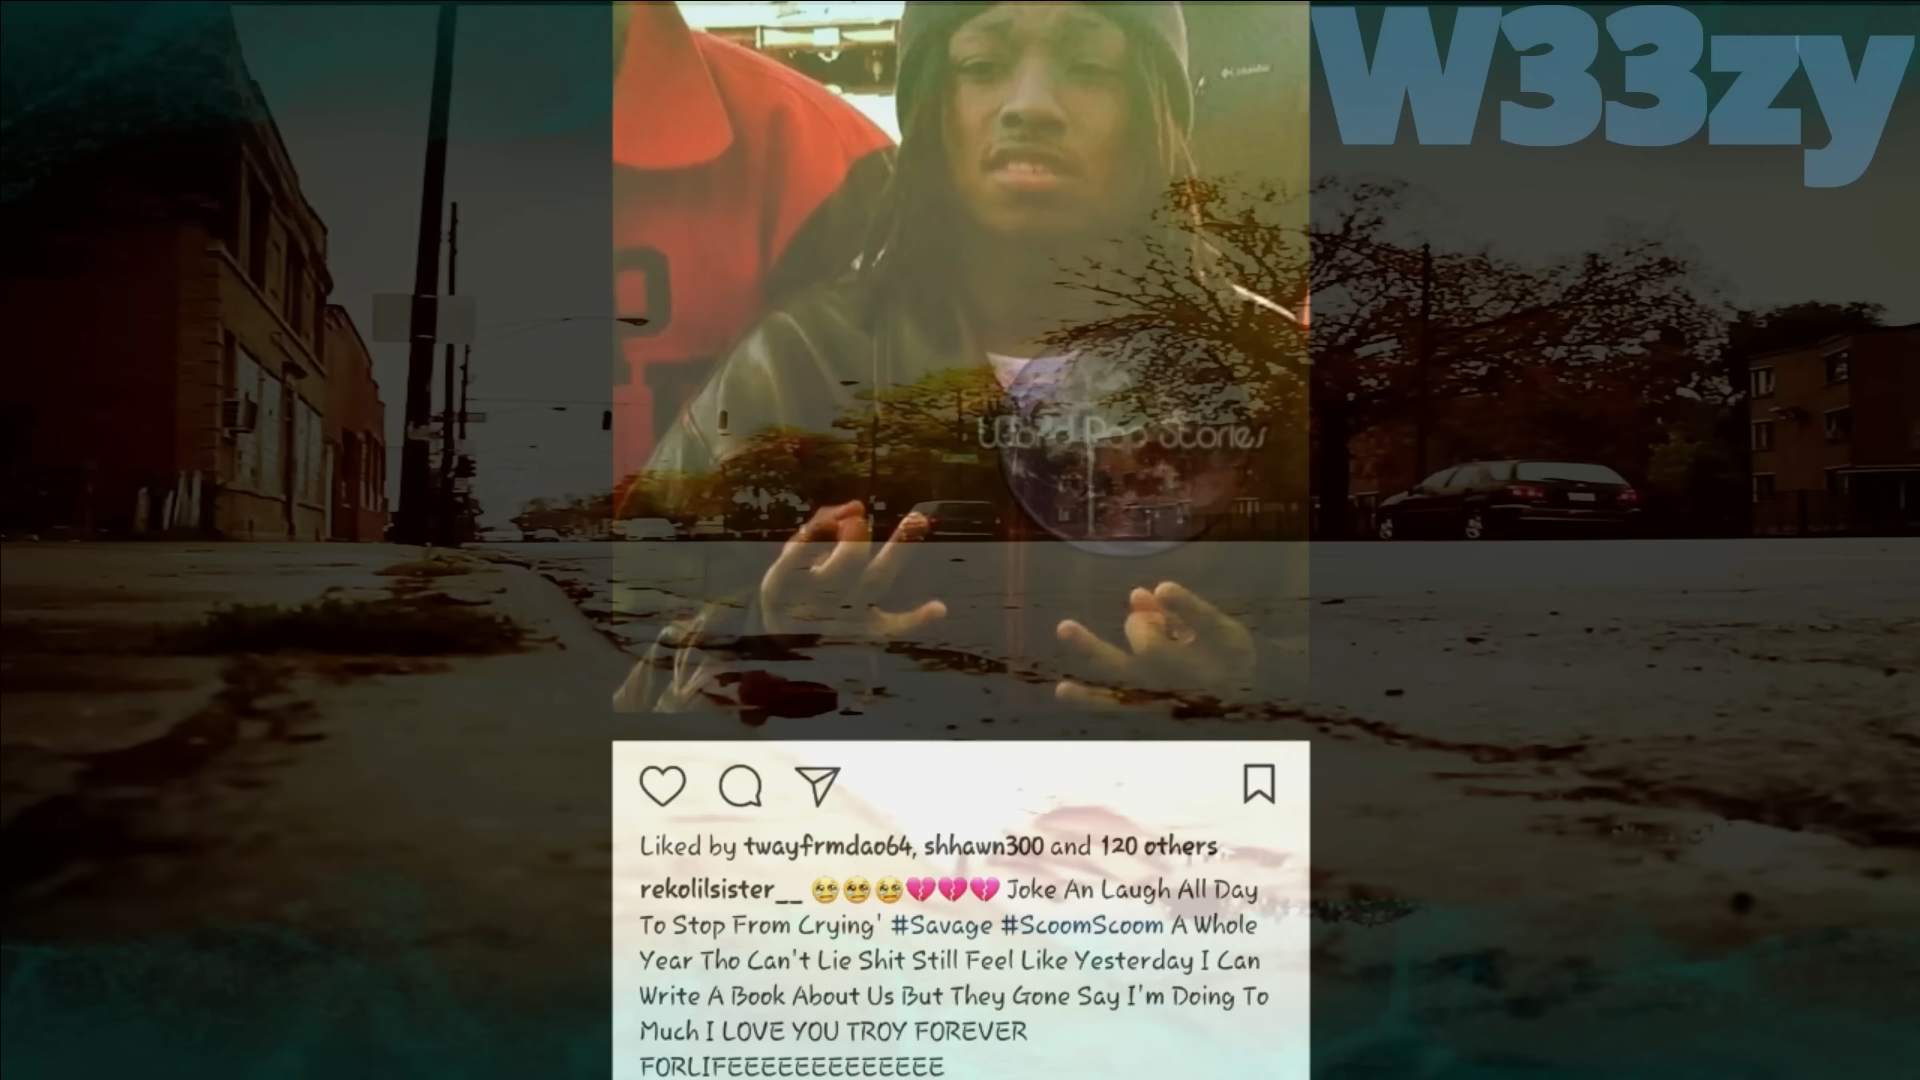 W33zy
Columbia
World Pop Stories
Liked by twayfrmdao64, shhawn300 and 120 others
rekolilsister__ 🥹🥹🥹💔💔💔 Joke An Laugh All Day
To Stop From Crying' #Savage #ScoomScoom A Whole
Year Tho Can't Lie Shit Still Feel Like Yesterday I Can
Write A Book About Us But They Gone Say I'm Doing To
Much I LOVE YOU TROY FOREVER
FORLIFEEEEEEEEEEEEEE